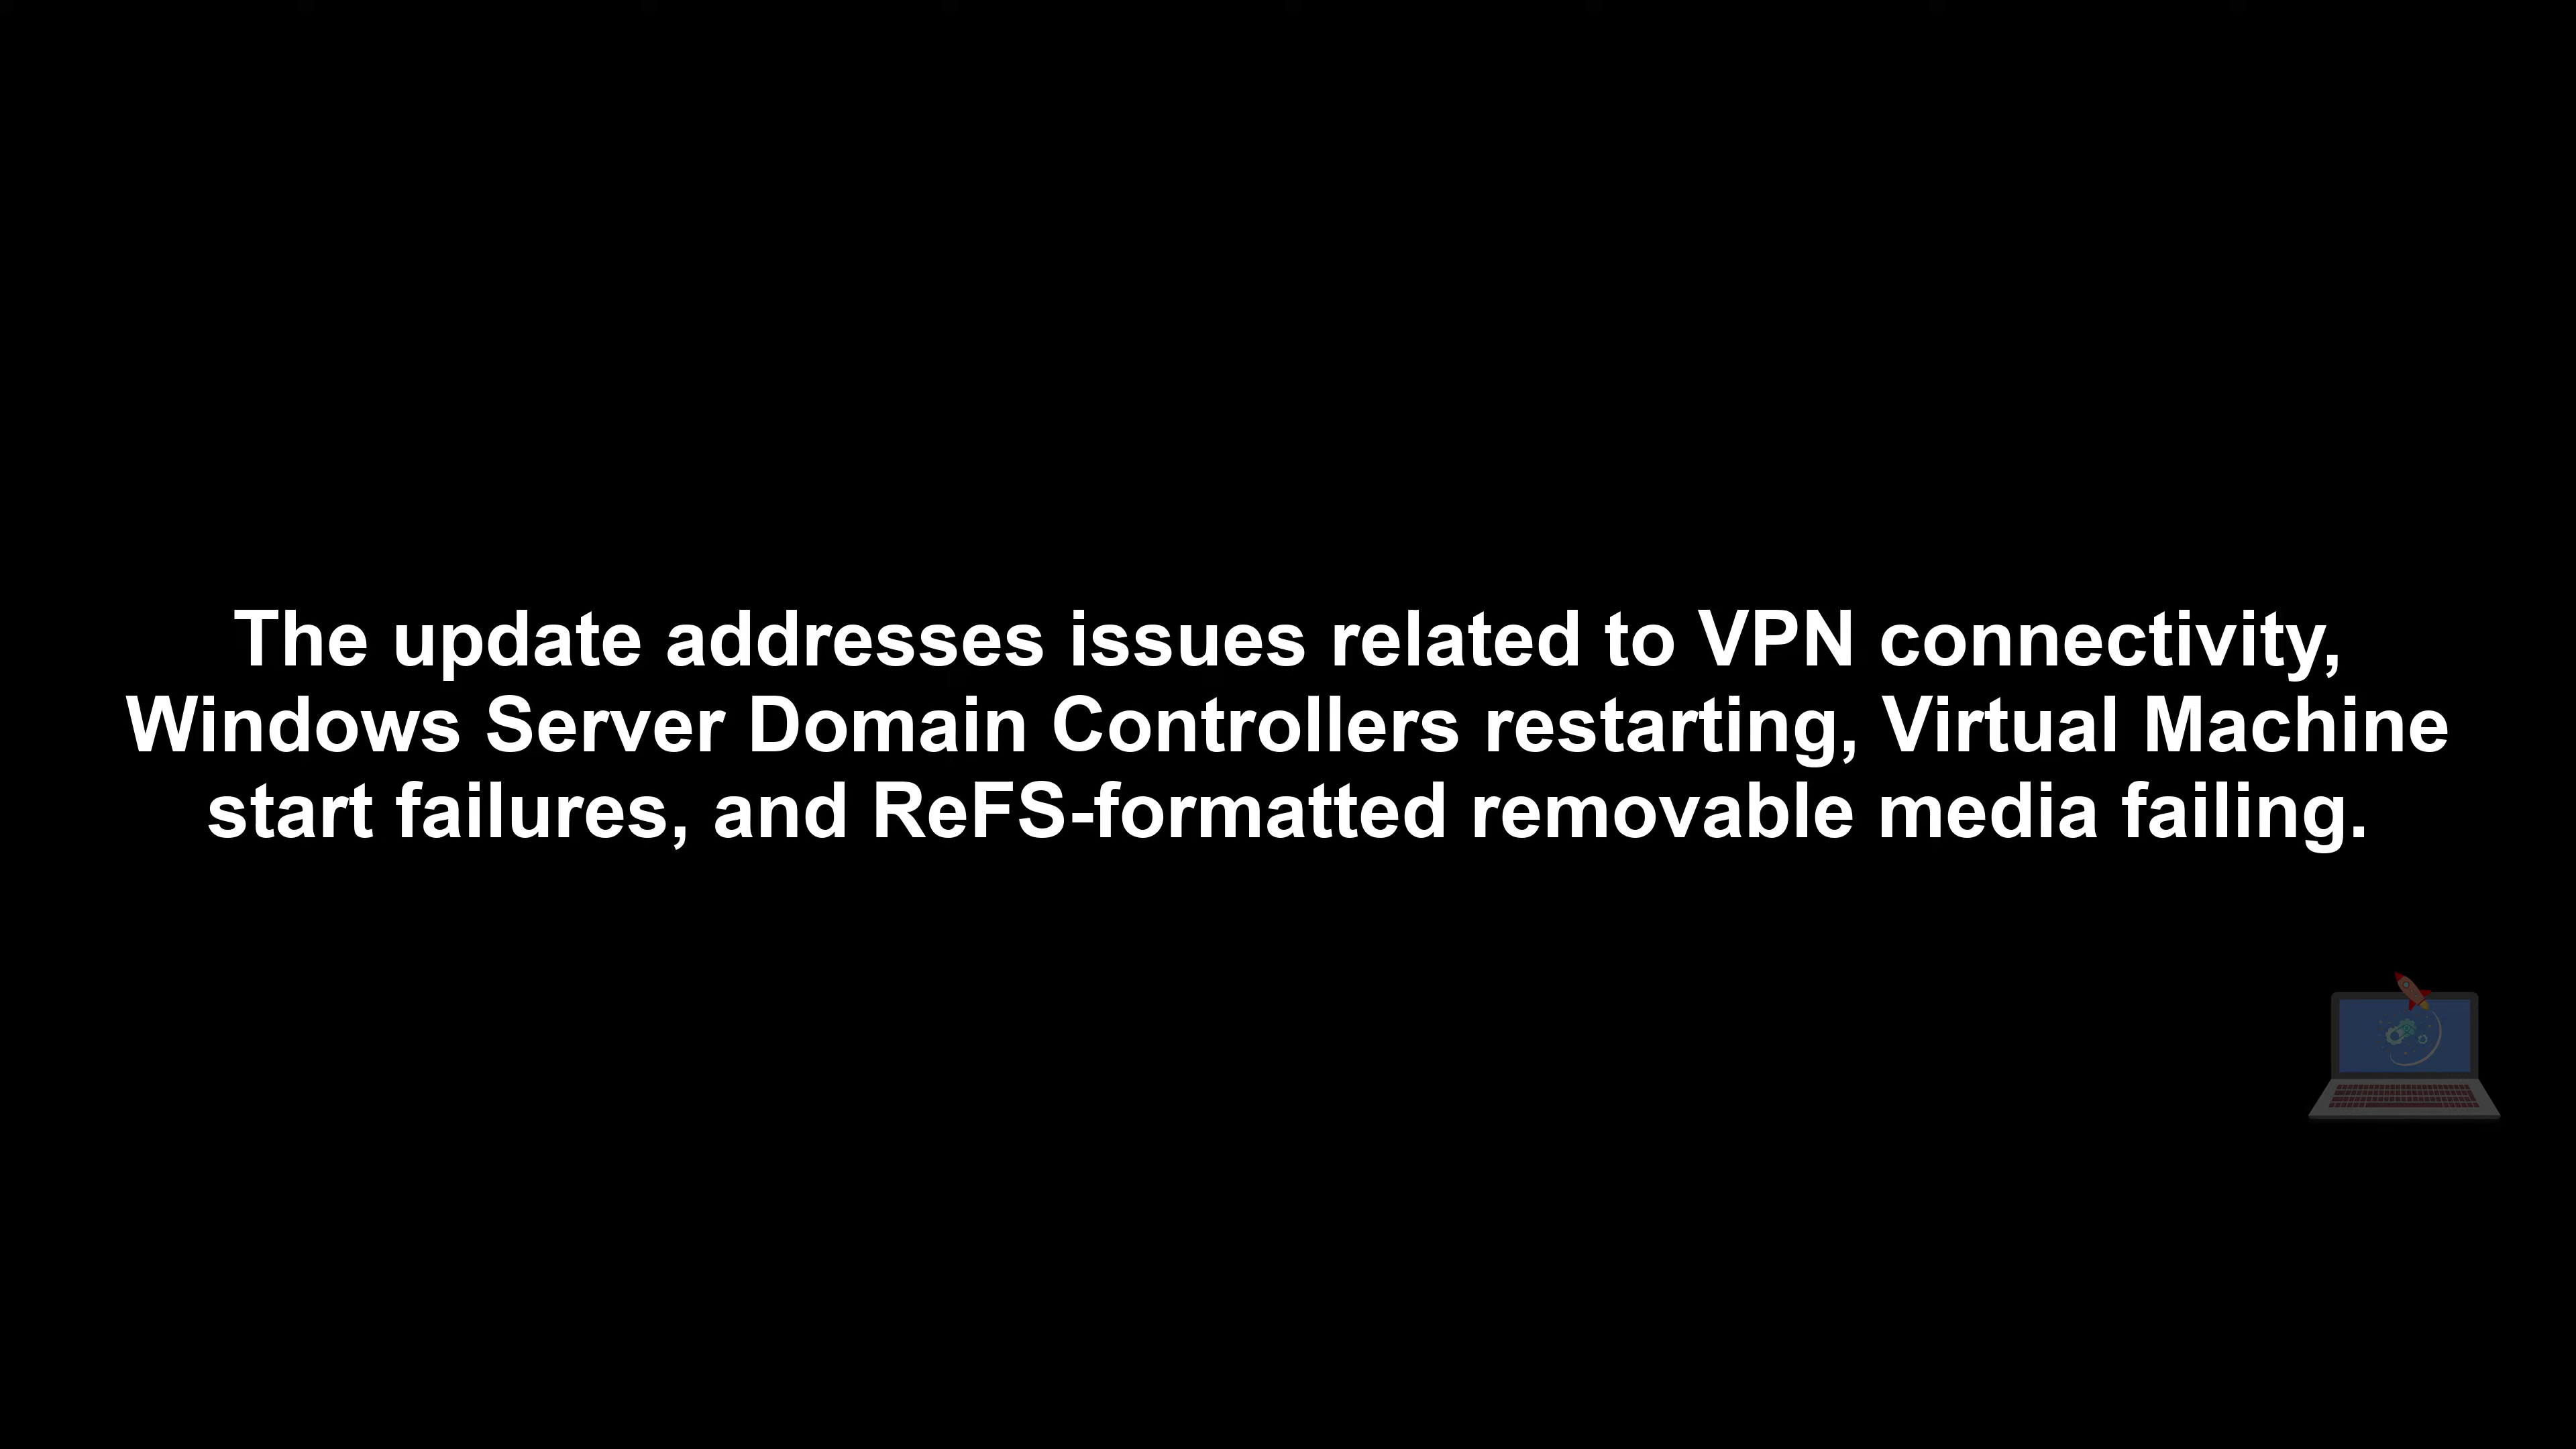 The update addresses issues related to VPN connectivity,
Windows Server Domain Controllers restarting, Virtual Machine
start failures, and ReFS-formatted removable media failing.